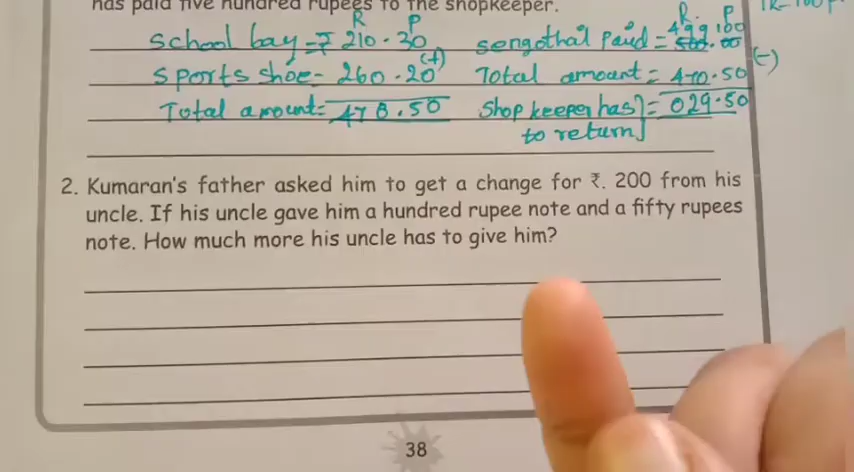 has paid five hundred rupees to the shopkeeper.
R P R. P
school bag = ₹ 210.30 sengothai paid = 500.00
sports shoe - 260.20 (+) Total amount = 470.50 (-)
Total amount = 470.50 Shop keeper has] = 029.50
to return]
2. Kumaran's father asked him to get a change for ₹. 200 from his
uncle. If his uncle gave him a hundred rupee note and a fifty rupees
note. How much more his uncle has to give him?
38